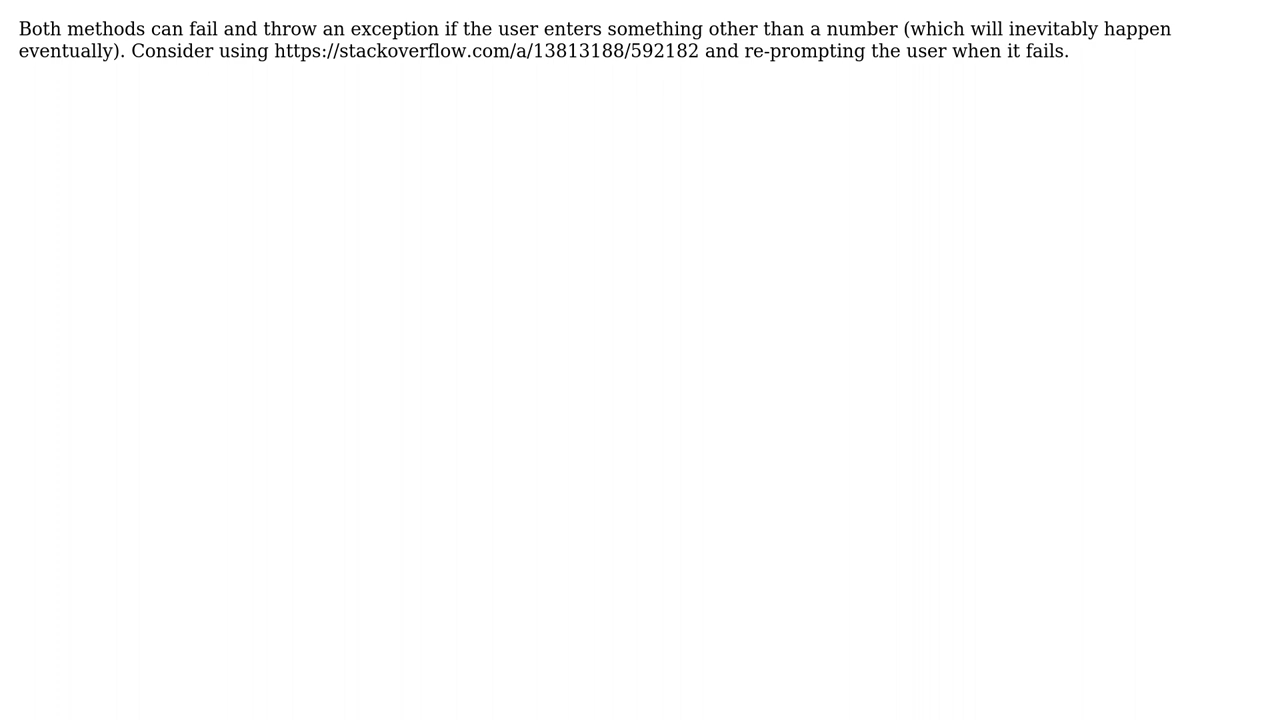 Both methods can fail and throw an exception if the user enters something other than a number (which will inevitably happen
eventually). Consider using https://stackoverflow.com/a/13813188/592182 and re-prompting the user when it fails.